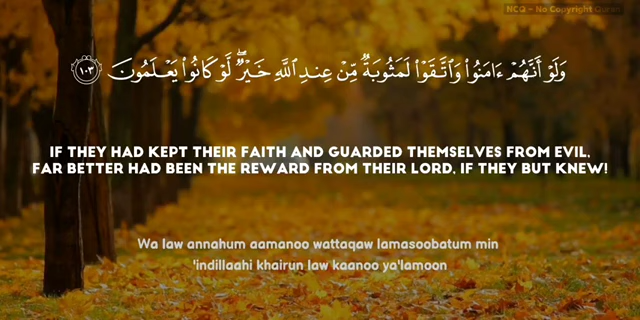 NCQ - No Copyright Quran
وَلَوْ أَنَّهُمْ ءَامَنُوا۟ وَٱتَّقَوْا۟ لَمَثُوبَةٌ مِّنْ عِندِ ٱللَّهِ خَيْرٌ ۖ لَّوْ كَانُوا۟ يَعْلَمُونَ ١٠٣
IF THEY HAD KEPT THEIR FAITH AND GUARDED THEMSELVES FROM EVIL,
FAR BETTER HAD BEEN THE REWARD FROM THEIR LORD, IF THEY BUT KNEW!
Wa law annahum aamanoo wattaqaw lamasoobatum min
'indillaahi khairun law kaanoo ya'lamoon